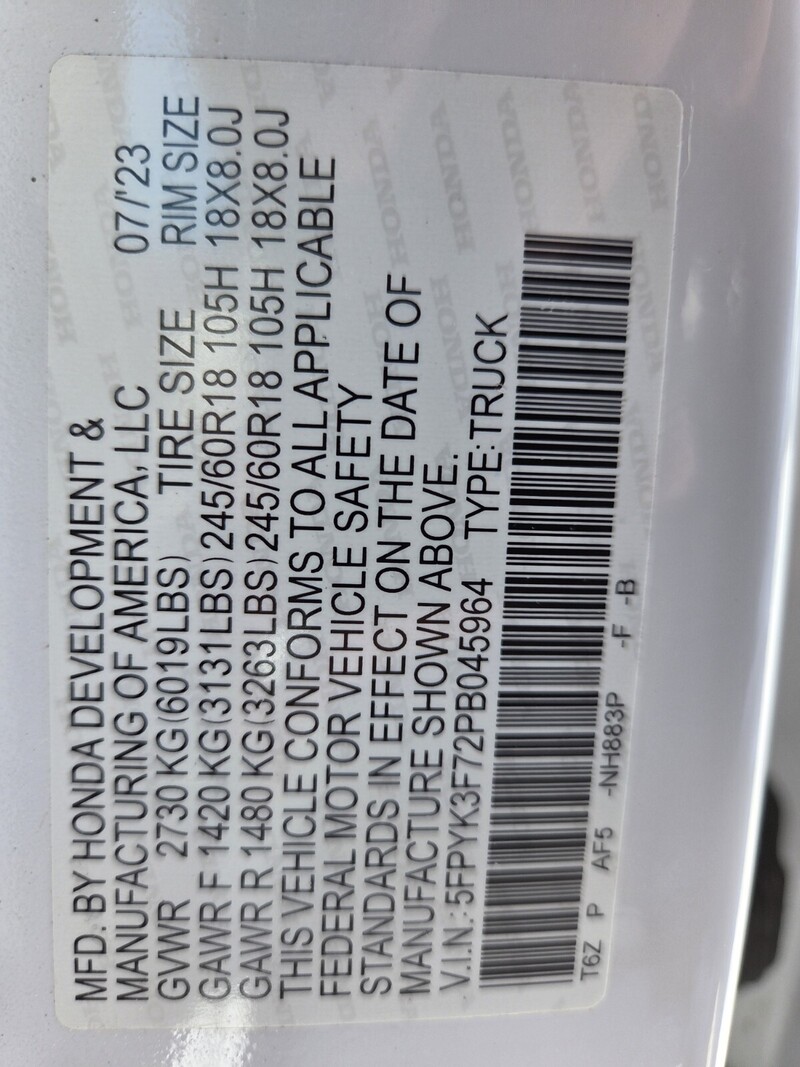 MFD. BY HONDA DEVELOPMENT &
MANUFACTURING OF AMERICA, LLC 07/'23
GVWR 2730 KG(6019LBS) TIRE SIZE RIM SIZE
GAWR F 1420 KG(3131LBS)245/60R18 105H 18X8.0J
GAWR R 1480 KG(3263LBS)245/60R18 105H 18X8.0J
THIS VEHICLE CONFORMS TO ALL APPLICABLE
FEDERAL MOTOR VEHICLE SAFETY
STANDARDS IN EFFECT ON THE DATE OF
MANUFACTURE SHOWN ABOVE.
V.I.N.:5FPYK3F72PB045964 TYPE:TRUCK
T6Z P AF5 -NH883P -F -B